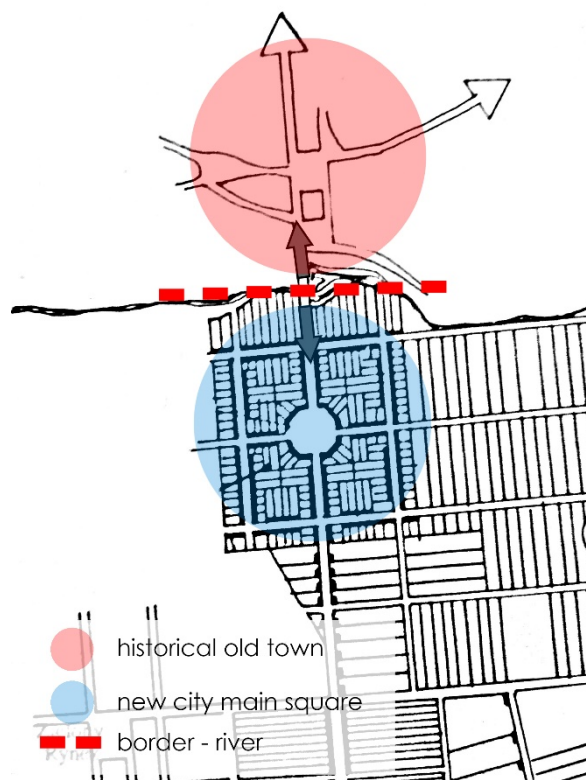 historical old town
new city main square
border - river